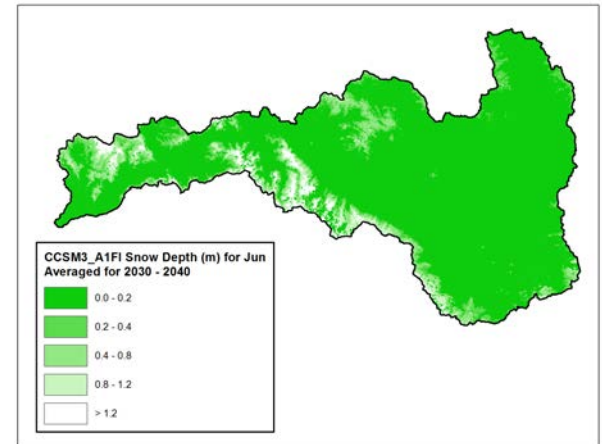 CCSM3_A1FI Snow Depth (m) for Jun
Averaged for 2030 - 2040
0.0 - 0.2
0.2 - 0.4
0.4 - 0.8
0.8 - 1.2
> 1.2